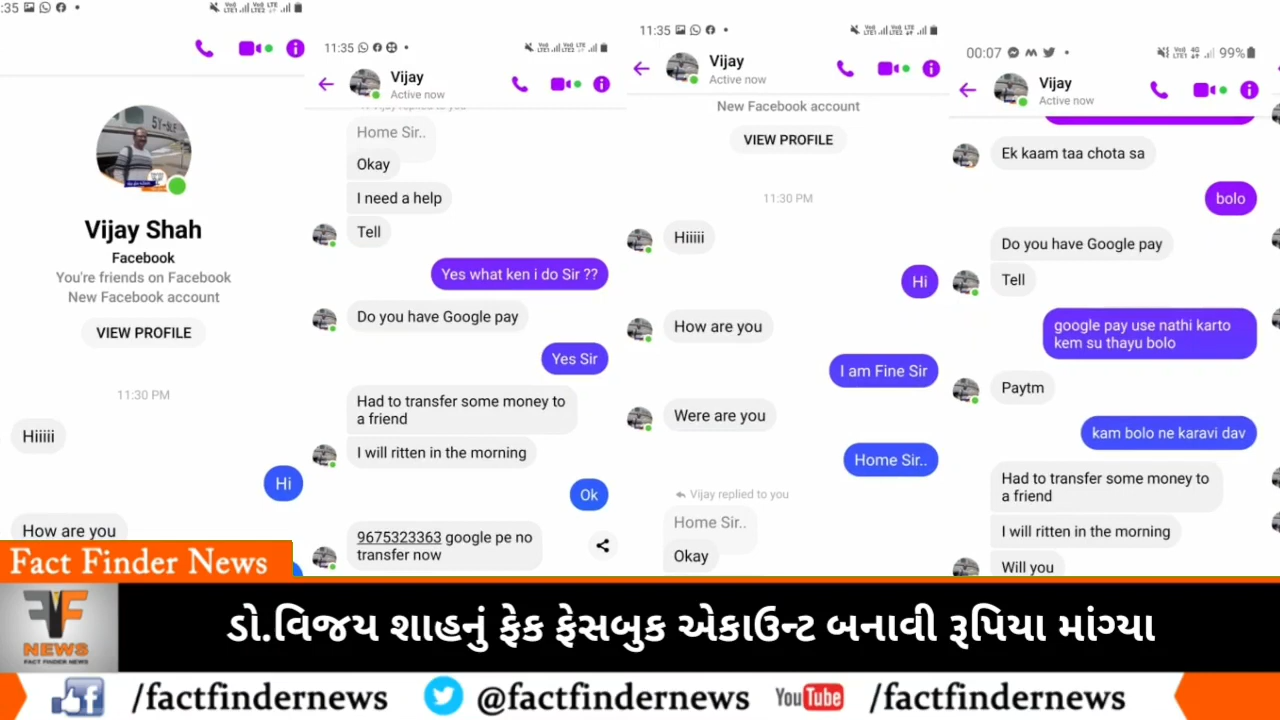 :35
Vijay Shah
Facebook
You're friends on Facebook
New Facebook account
VIEW PROFILE
11:30 PM
Hiiiii
Hi
How are you
11:35
Vijay
Active now
Vijay replied to you
Home Sir..
Okay
I need a help
Tell
Yes what ken i do Sir ??
Do you have Google pay
Yes Sir
Had to transfer some money to
a friend
I will ritten in the morning
Ok
9675323363 google pe no
transfer now
11:35
Vijay
Active now
New Facebook account
VIEW PROFILE
11:30 PM
Hiiiii
Hi
How are you
I am Fine Sir
Were are you
Home Sir..
Vijay replied to you
Home Sir..
Okay
00:07 99%
Vijay
Active now
Ek kaam taa chota sa
bolo
Do you have Google pay
Tell
google pay use nathi karto
kem su thayu bolo
Paytm
kam bolo ne karavi dav
Had to transfer some money to
a friend
I will ritten in the morning
Will you
Fact Finder News
NEWS
FACT FINDER NEWS
ડો.વિજય શાહનું ફેક ફેસબુક એકાઉન્ટ બનાવી રૂપિયા માંગ્યા
/factfindernews @factfindernews YouTube /factfindernews